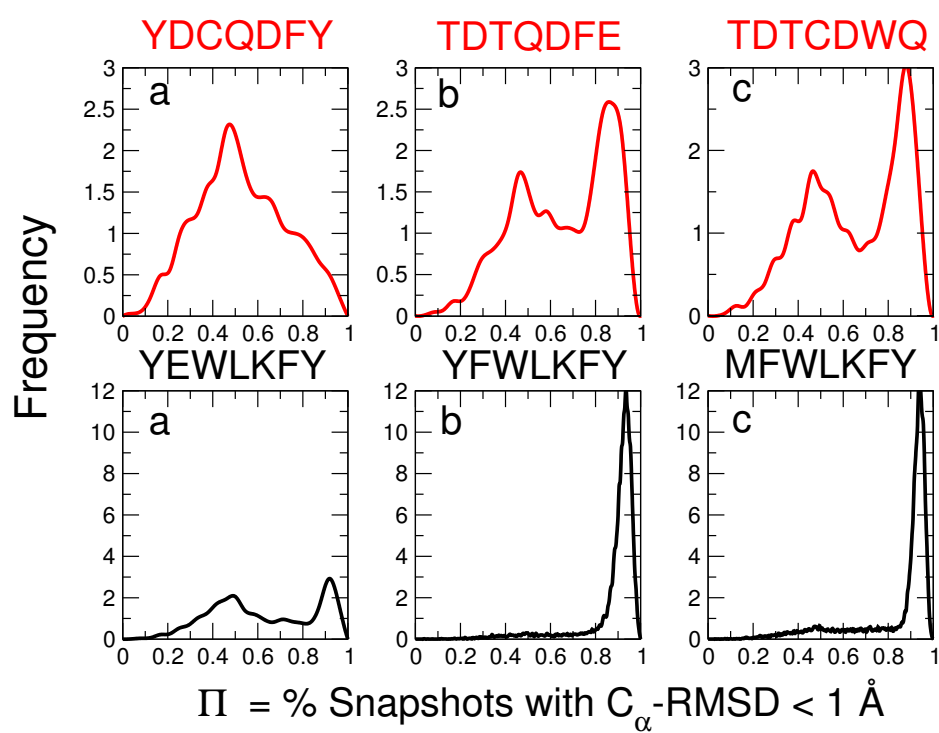 YDCQDFY TDTQDFE TDTCDWQ
a b c
3 3 3
2.5 2.5 2.5
2 2 2
1.5 1.5 1.5
1 1 1
0.5 0.5 0.5
0 0 0
0 0.2 0.4 0.6 0.8 1 0 0.2 0.4 0.6 0.8 1 0 0.2 0.4 0.6 0.8 1
Frequency
YEWLKFY YFWLKFY MFWLKFY
a b c
12 12 12
10 10 10
8 8 8
6 6 6
4 4 4
2 2 2
0 0 0
0 0.2 0.4 0.6 0.8 1 0 0.2 0.4 0.6 0.8 1 0 0.2 0.4 0.6 0.8 1
Π = % Snapshots with Cα-RMSD < 1 Å